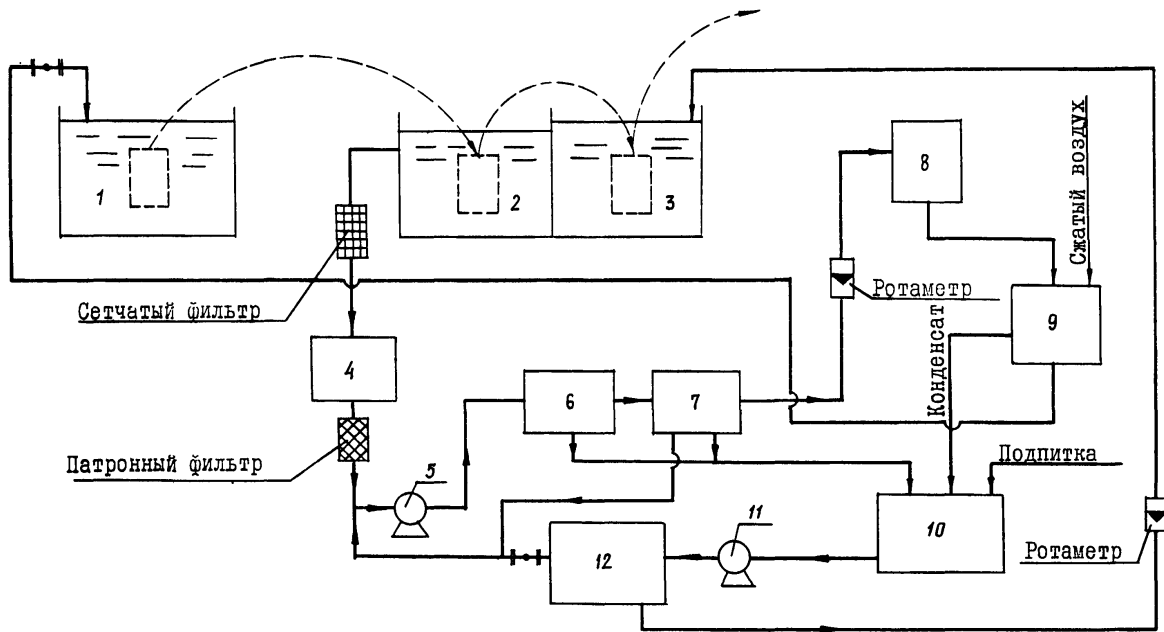 1
2
3
8
Сжатый воздух
Ротаметр
Сетчатый фильтр
9
4
Конденсат
6
7
Патронный фильтр
Подпитка
5
10
11
12
Ротаметр